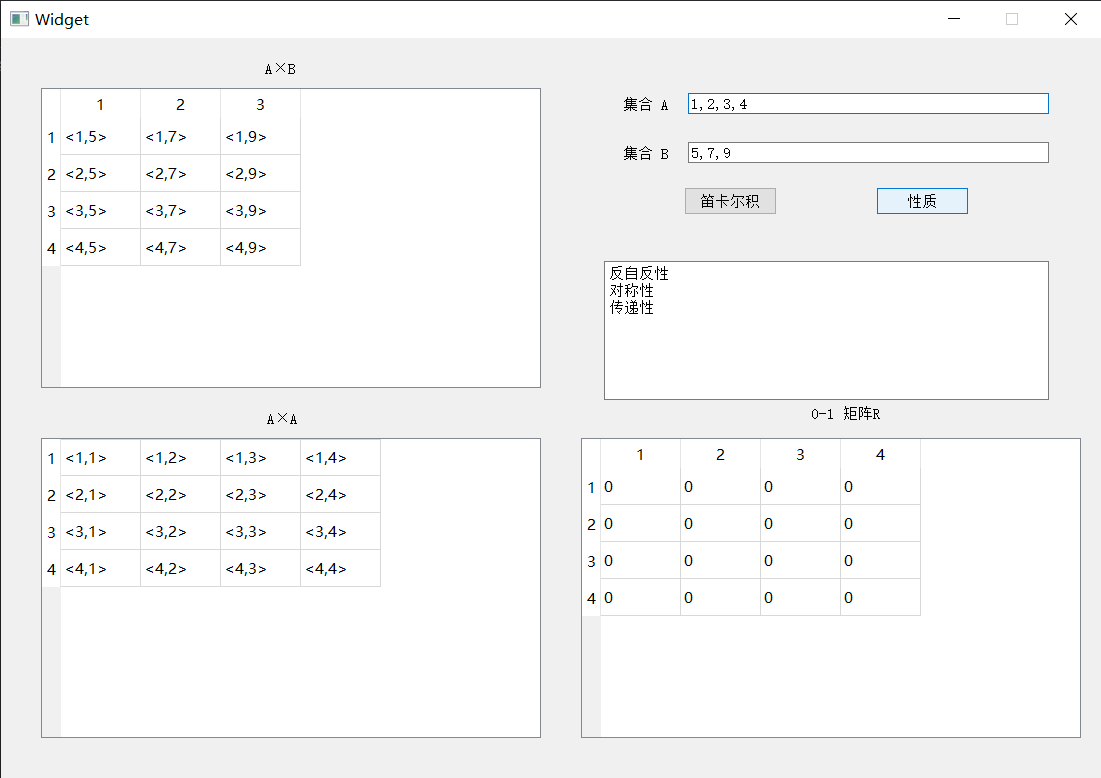 Widget
A×B
1 2 3
1 <1,5> <1,7> <1,9>
2 <2,5> <2,7> <2,9>
3 <3,5> <3,7> <3,9>
4 <4,5> <4,7> <4,9>
集合 A 1,2,3,4
集合 B 5,7,9
笛卡尔积 性质
反自反性
对称性
传递性
A×A
1 <1,1> <1,2> <1,3> <1,4>
2 <2,1> <2,2> <2,3> <2,4>
3 <3,1> <3,2> <3,3> <3,4>
4 <4,1> <4,2> <4,3> <4,4>
0-1 矩阵R
1 2 3 4
1 0 0 0 0
2 0 0 0 0
3 0 0 0 0
4 0 0 0 0